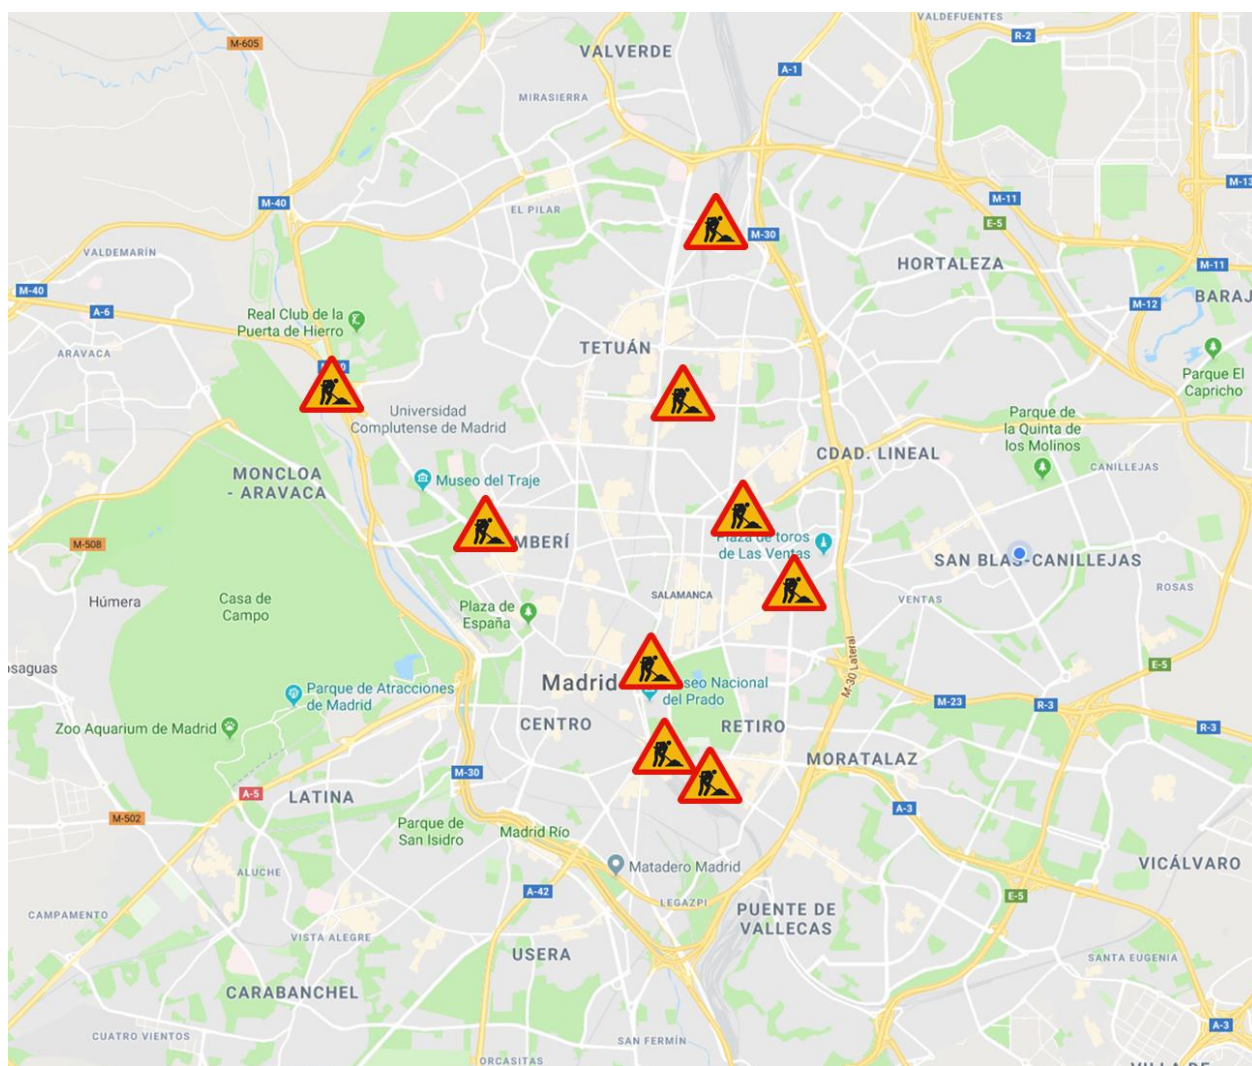 VALDEFUENTES
M-605
R-2
VALVERDE
A-1
MIRASIERRA
M-13
M-11
M-40
EL PILAR
E-5
M-30
VALDEMARÍN
HORTALEZA
M-11
M-40
BARAJ
M-12
A-6
Real Club de la
Puerta de Hierro
TETUÁN
ARAVACA
Parque El
Capricho
Universidad
Complutense de Madrid
Parque de
la Quinta de
los Molinos
CDAD. LINEAL
CANILLEJAS
MONCLOA
- ARAVACA
Museo del Traje
M-508
MBERÍ
Plaza de toros
de Las Ventas
SAN BLAS-CANILLEJAS
ROSAS
Húmera
Casa de
Campo
Plaza de
España
SALAMANCA
VENTAS
osaguas
M-30 Lateral
E-5
Parque de Atracciones
de Madrid
Madrid
seo Nacional
del Prado
M-23
R-3
R-3
Zoo Aquarium de Madrid
CENTRO
RETIRO
MORATALAZ
M-30
A-5
LATINA
A-3
M-502
Parque de
San Isidro
Madrid Río
Matadero Madrid
VICÁLVARO
ALUCHE
A-42
E-5
LEGAZPI
CAMPAMENTO
PUENTE DE
VALLECAS
VISTA ALEGRE
USERA
SANTA EUGENIA
CARABANCHEL
A-3
CUATRO VIENTOS
SAN FERMÍN
ORCASITAS
VILLA DE